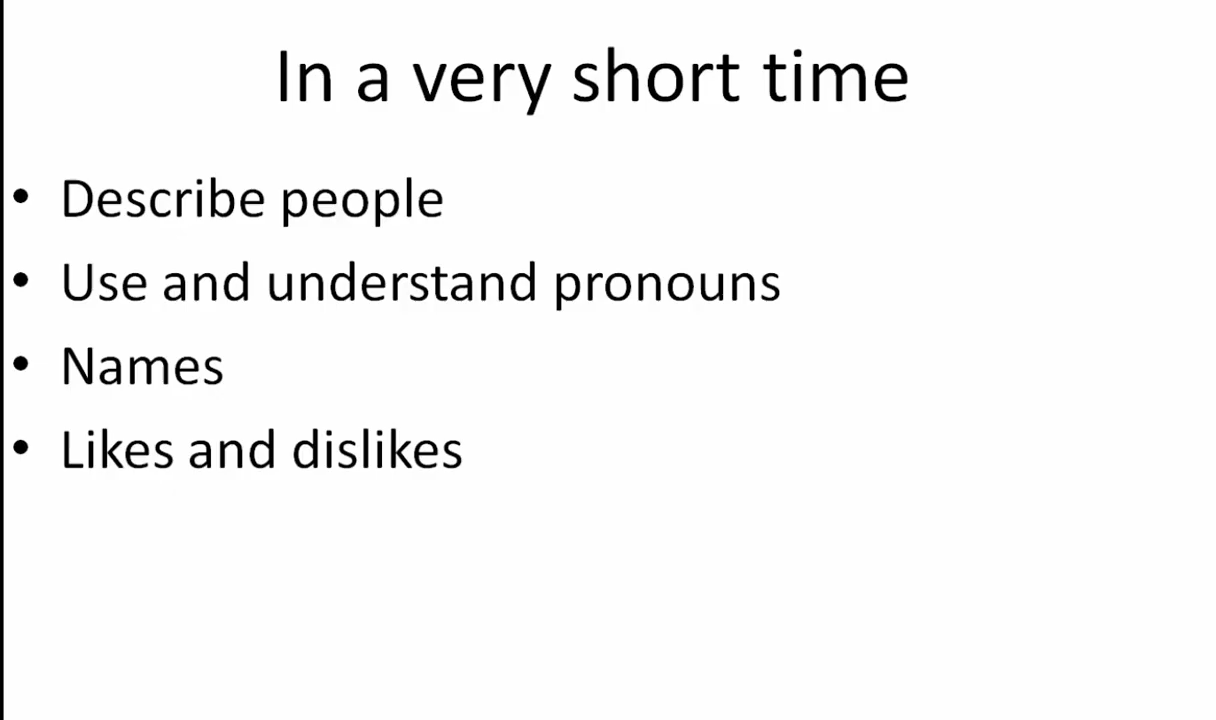 In a very short time
• Describe people
• Use and understand pronouns
• Names
• Likes and dislikes